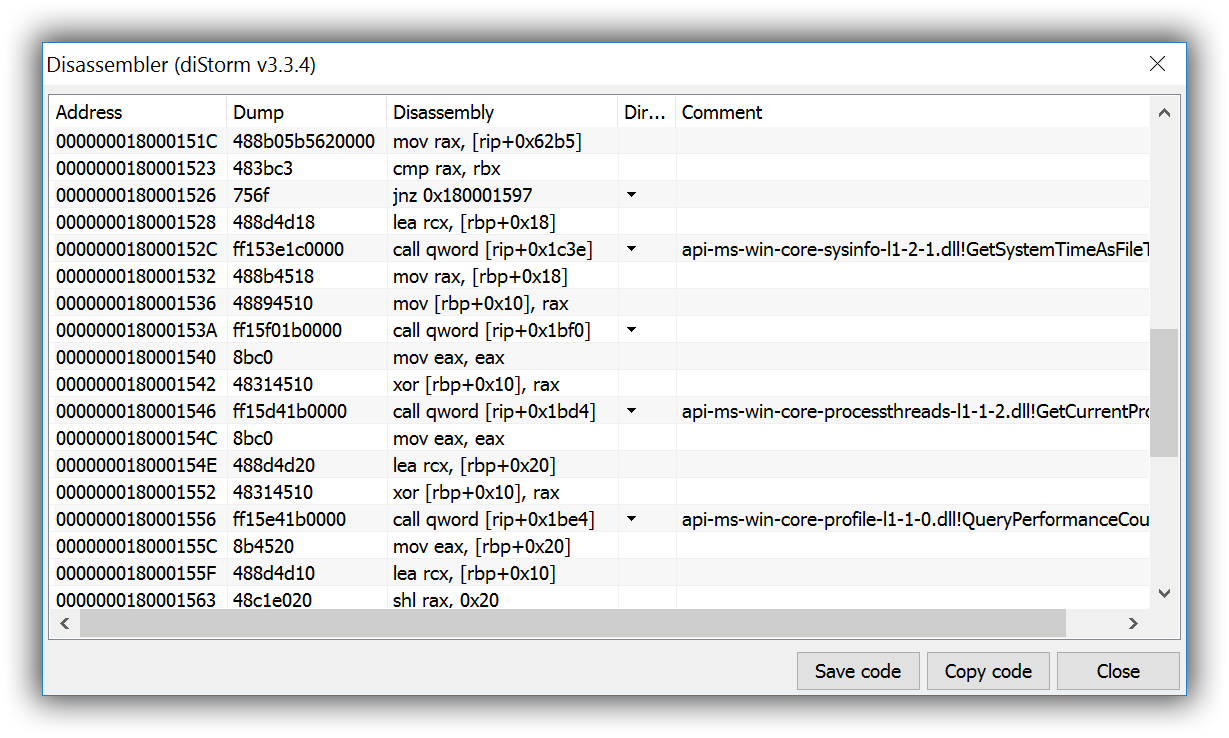 Disassembler (diStorm v3.3.4)
Address Dump Disassembly Dir... Comment
000000018000151C 488b05b5620000 mov rax, [rip+0x62b5]
0000000180001523 483bc3 cmp rax, rbx
0000000180001526 756f jnz 0x180001597
0000000180001528 488d4d18 lea rcx, [rbp+0x18]
000000018000152C ff153e1c0000 call qword [rip+0x1c3e] api-ms-win-core-sysinfo-l1-2-1.dll!GetSystemTimeAsFileT
0000000180001532 488b4518 mov rax, [rbp+0x18]
0000000180001536 48894510 mov [rbp+0x10], rax
000000018000153A ff15f01b0000 call qword [rip+0x1bf0]
0000000180001540 8bc0 mov eax, eax
0000000180001542 48314510 xor [rbp+0x10], rax
0000000180001546 ff15d41b0000 call qword [rip+0x1bd4] api-ms-win-core-processthreads-l1-1-2.dll!GetCurrentPro
000000018000154C 8bc0 mov eax, eax
000000018000154E 488d4d20 lea rcx, [rbp+0x20]
0000000180001552 48314510 xor [rbp+0x10], rax
0000000180001556 ff15e41b0000 call qword [rip+0x1be4] api-ms-win-core-profile-l1-1-0.dll!QueryPerformanceCou
000000018000155C 8b4520 mov eax, [rbp+0x20]
000000018000155F 488d4d10 lea rcx, [rbp+0x10]
0000000180001563 48c1e020 shl rax, 0x20
Save code Copy code Close